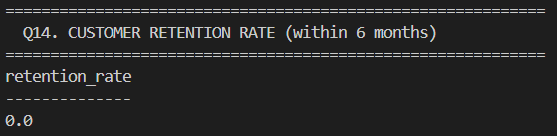 ============================================================
  Q14. CUSTOMER RETENTION RATE (within 6 months)
============================================================
retention_rate
--------------
0.0